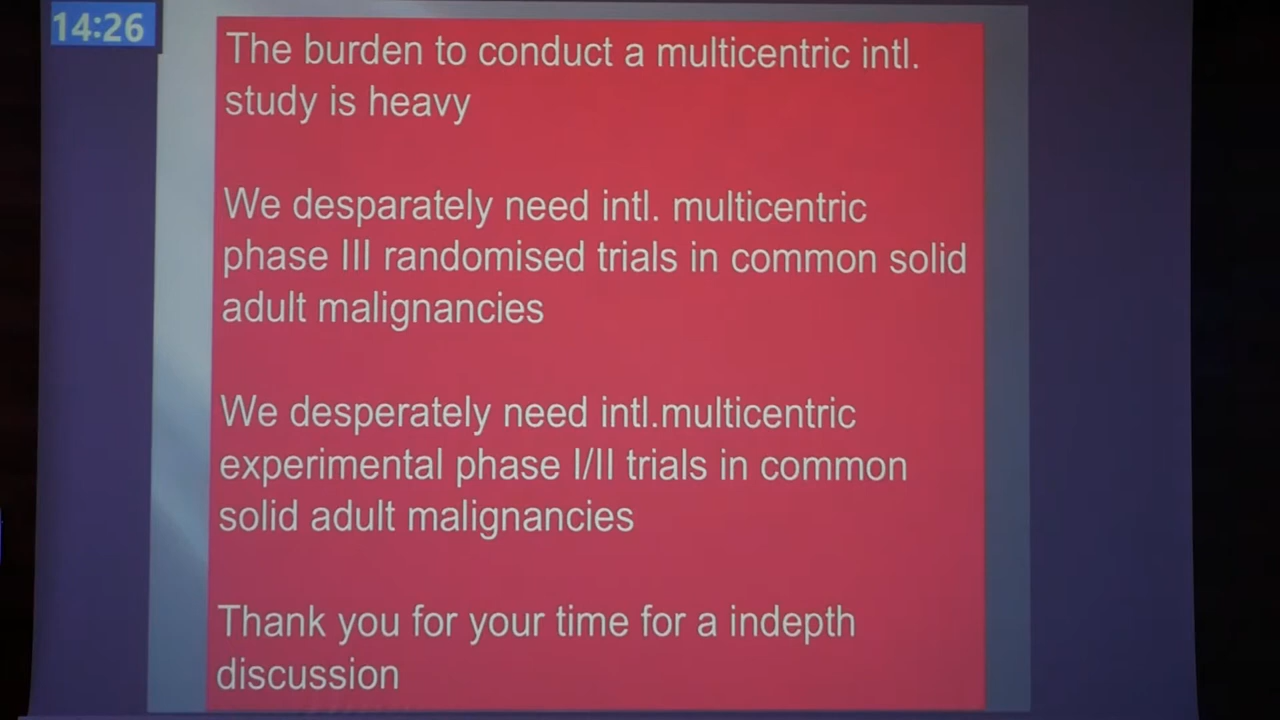 14:26
The burden to conduct a multicentric intl.
study is heavy
We desparately need intl. multicentric
phase III randomised trials in common solid
adult malignancies
We desperately need intl.multicentric
experimental phase I/II trials in common
solid adult malignancies
Thank you for your time for a indepth
discussion